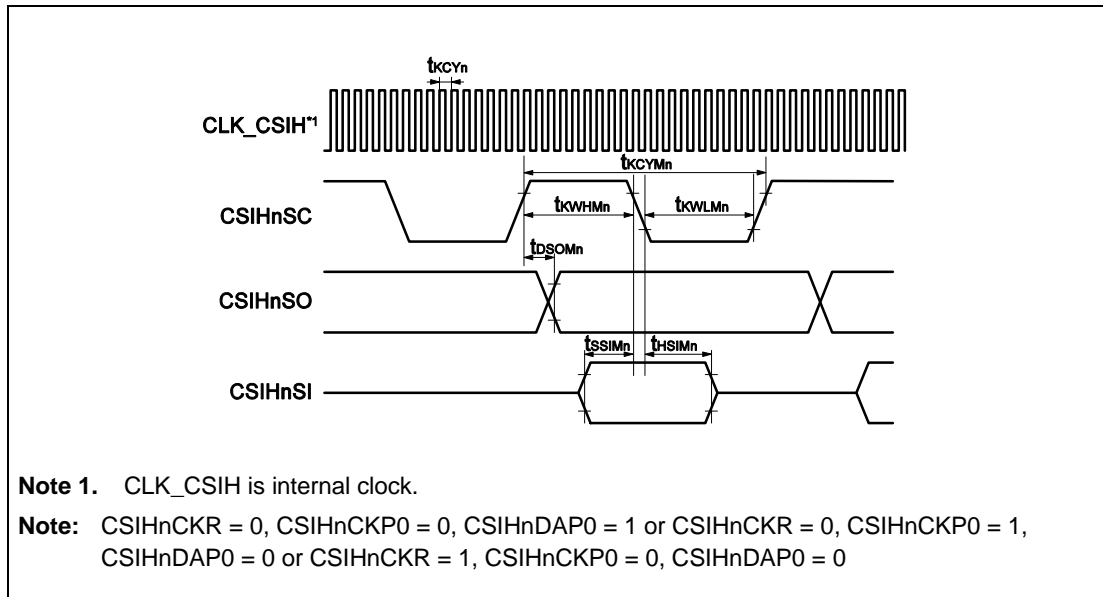 tKCYn
CLK_CSIH*1
tKCYMn
CSIHnSC
tKWHMn
tKWLMn
tDSOMn
CSIHnSO
tSSIMn
tHSIMn
CSIHnSI
Note 1. CLK_CSIH is internal clock.
Note: CSIHnCKR = 0, CSIHnCKP0 = 0, CSIHnDAP0 = 1 or CSIHnCKR = 0, CSIHnCKP0 = 1,
CSIHnDAP0 = 0 or CSIHnCKR = 1, CSIHnCKP0 = 0, CSIHnDAP0 = 0